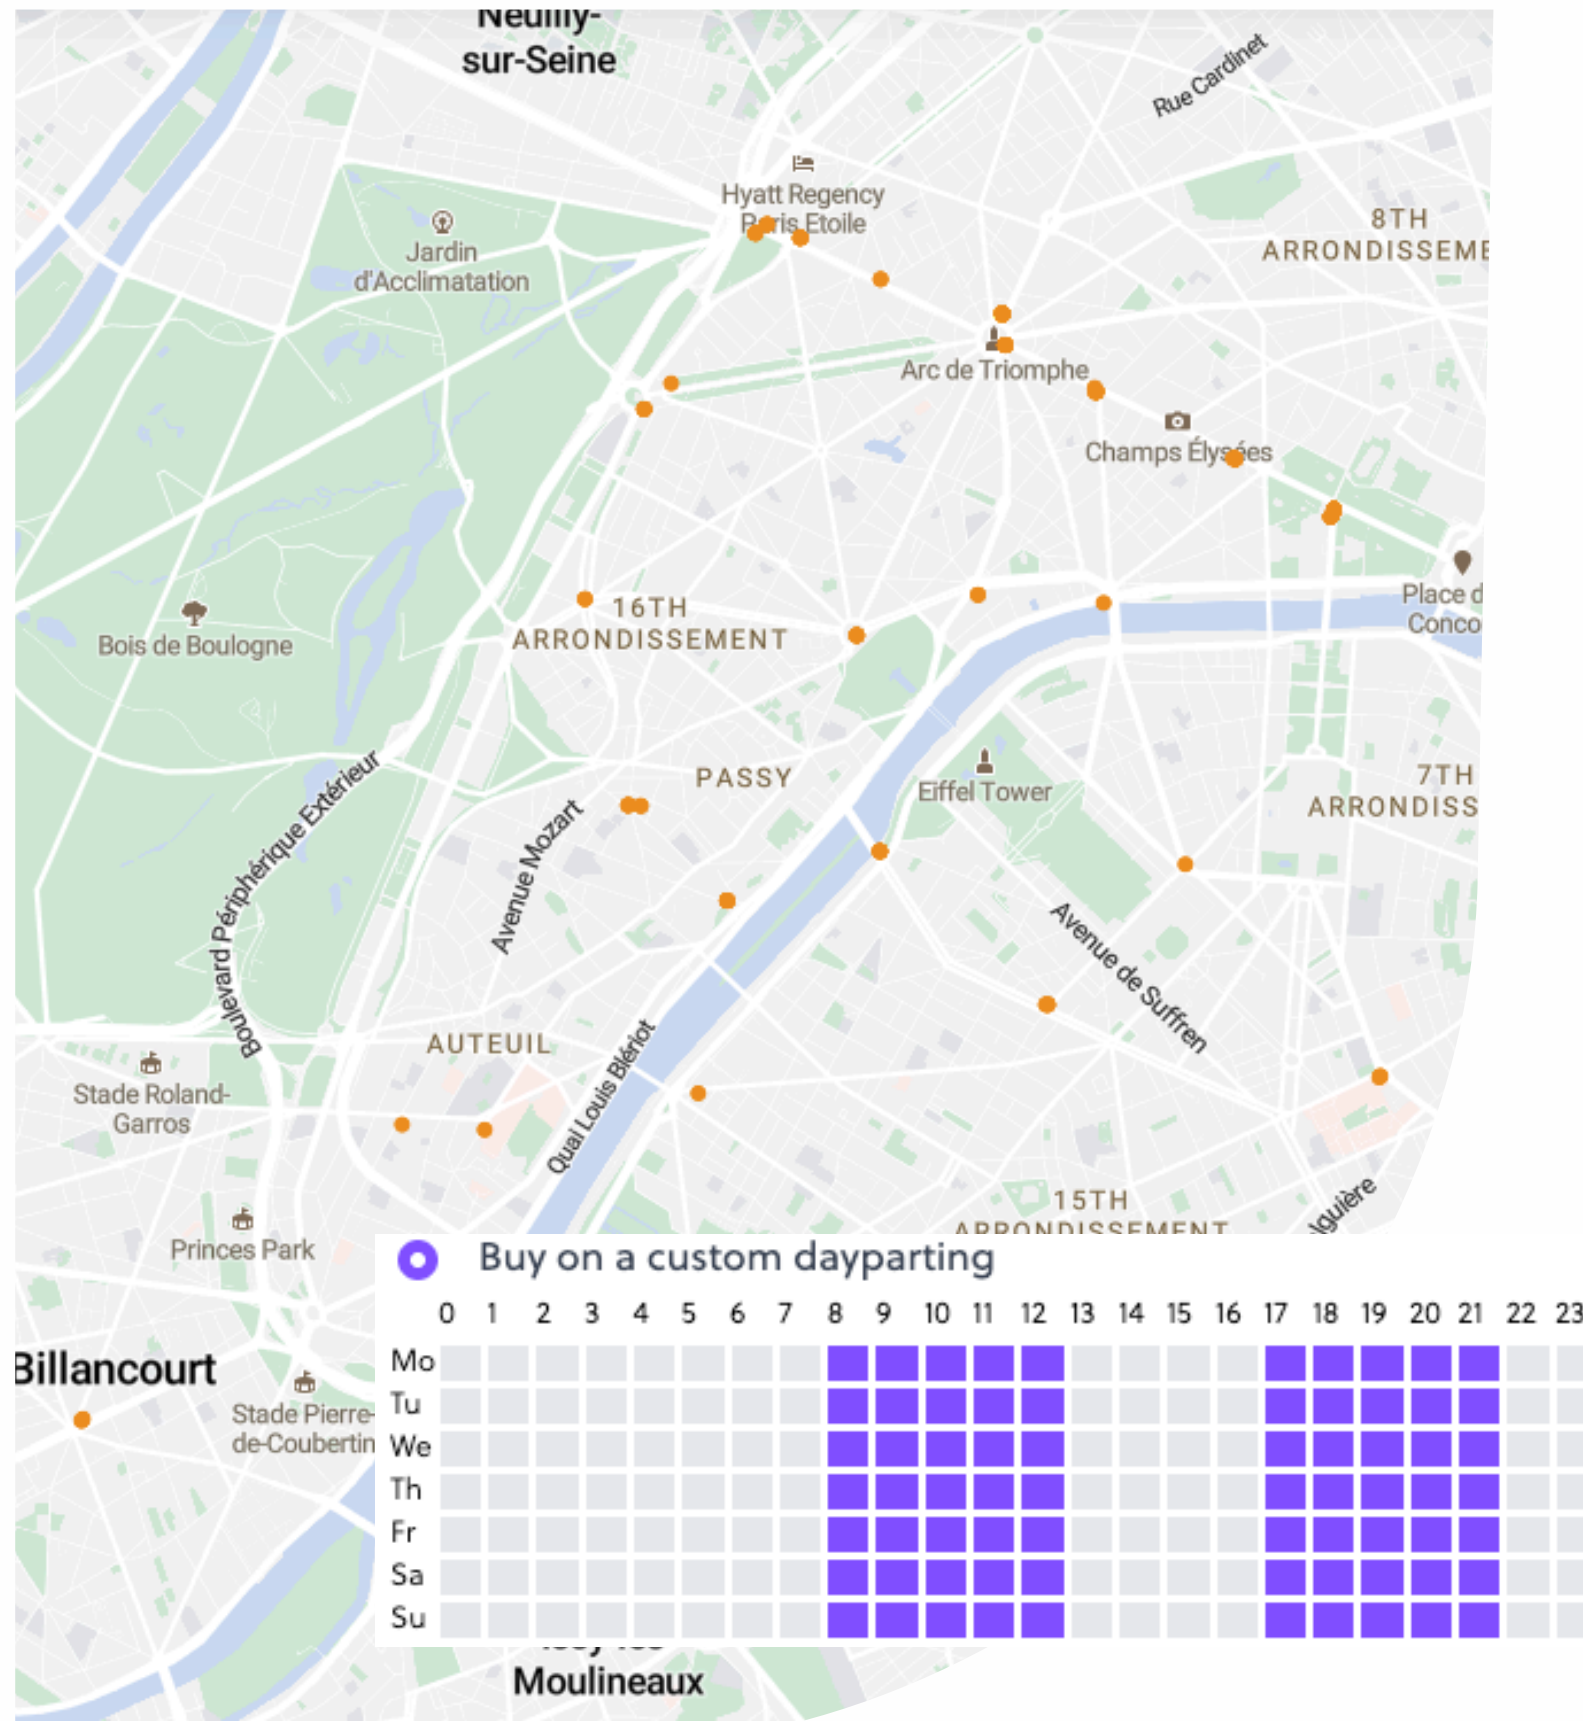 Neuilly-
sur-Seine
Rue Cardinet
Hyatt Regency
Paris Etoile
8TH
ARRONDISSEME
Jardin
d'Acclimatation
Arc de Triomphe
Champs Élysées
Place d
Conco
16TH
ARRONDISSEMENT
Bois de Boulogne
PASSY
Eiffel Tower
7TH
ARRONDISS
Boulevard Périphérique Extérieur
Avenue Mozart
Avenue de Suffren
AUTEUIL
Quai Louis Blériot
Stade Roland-
Garros
15TH
ARRONDISSEMENT
Princes Park
Billancourt
Stade Pierre-
de-Coubertin
Buy on a custom dayparting
0 1 2 3 4 5 6 7 8 9 10 11 12 13 14 15 16 17 18 19 20 21 22 23
Mo
Tu
We
Th
Fr
Sa
Su
Moulineaux